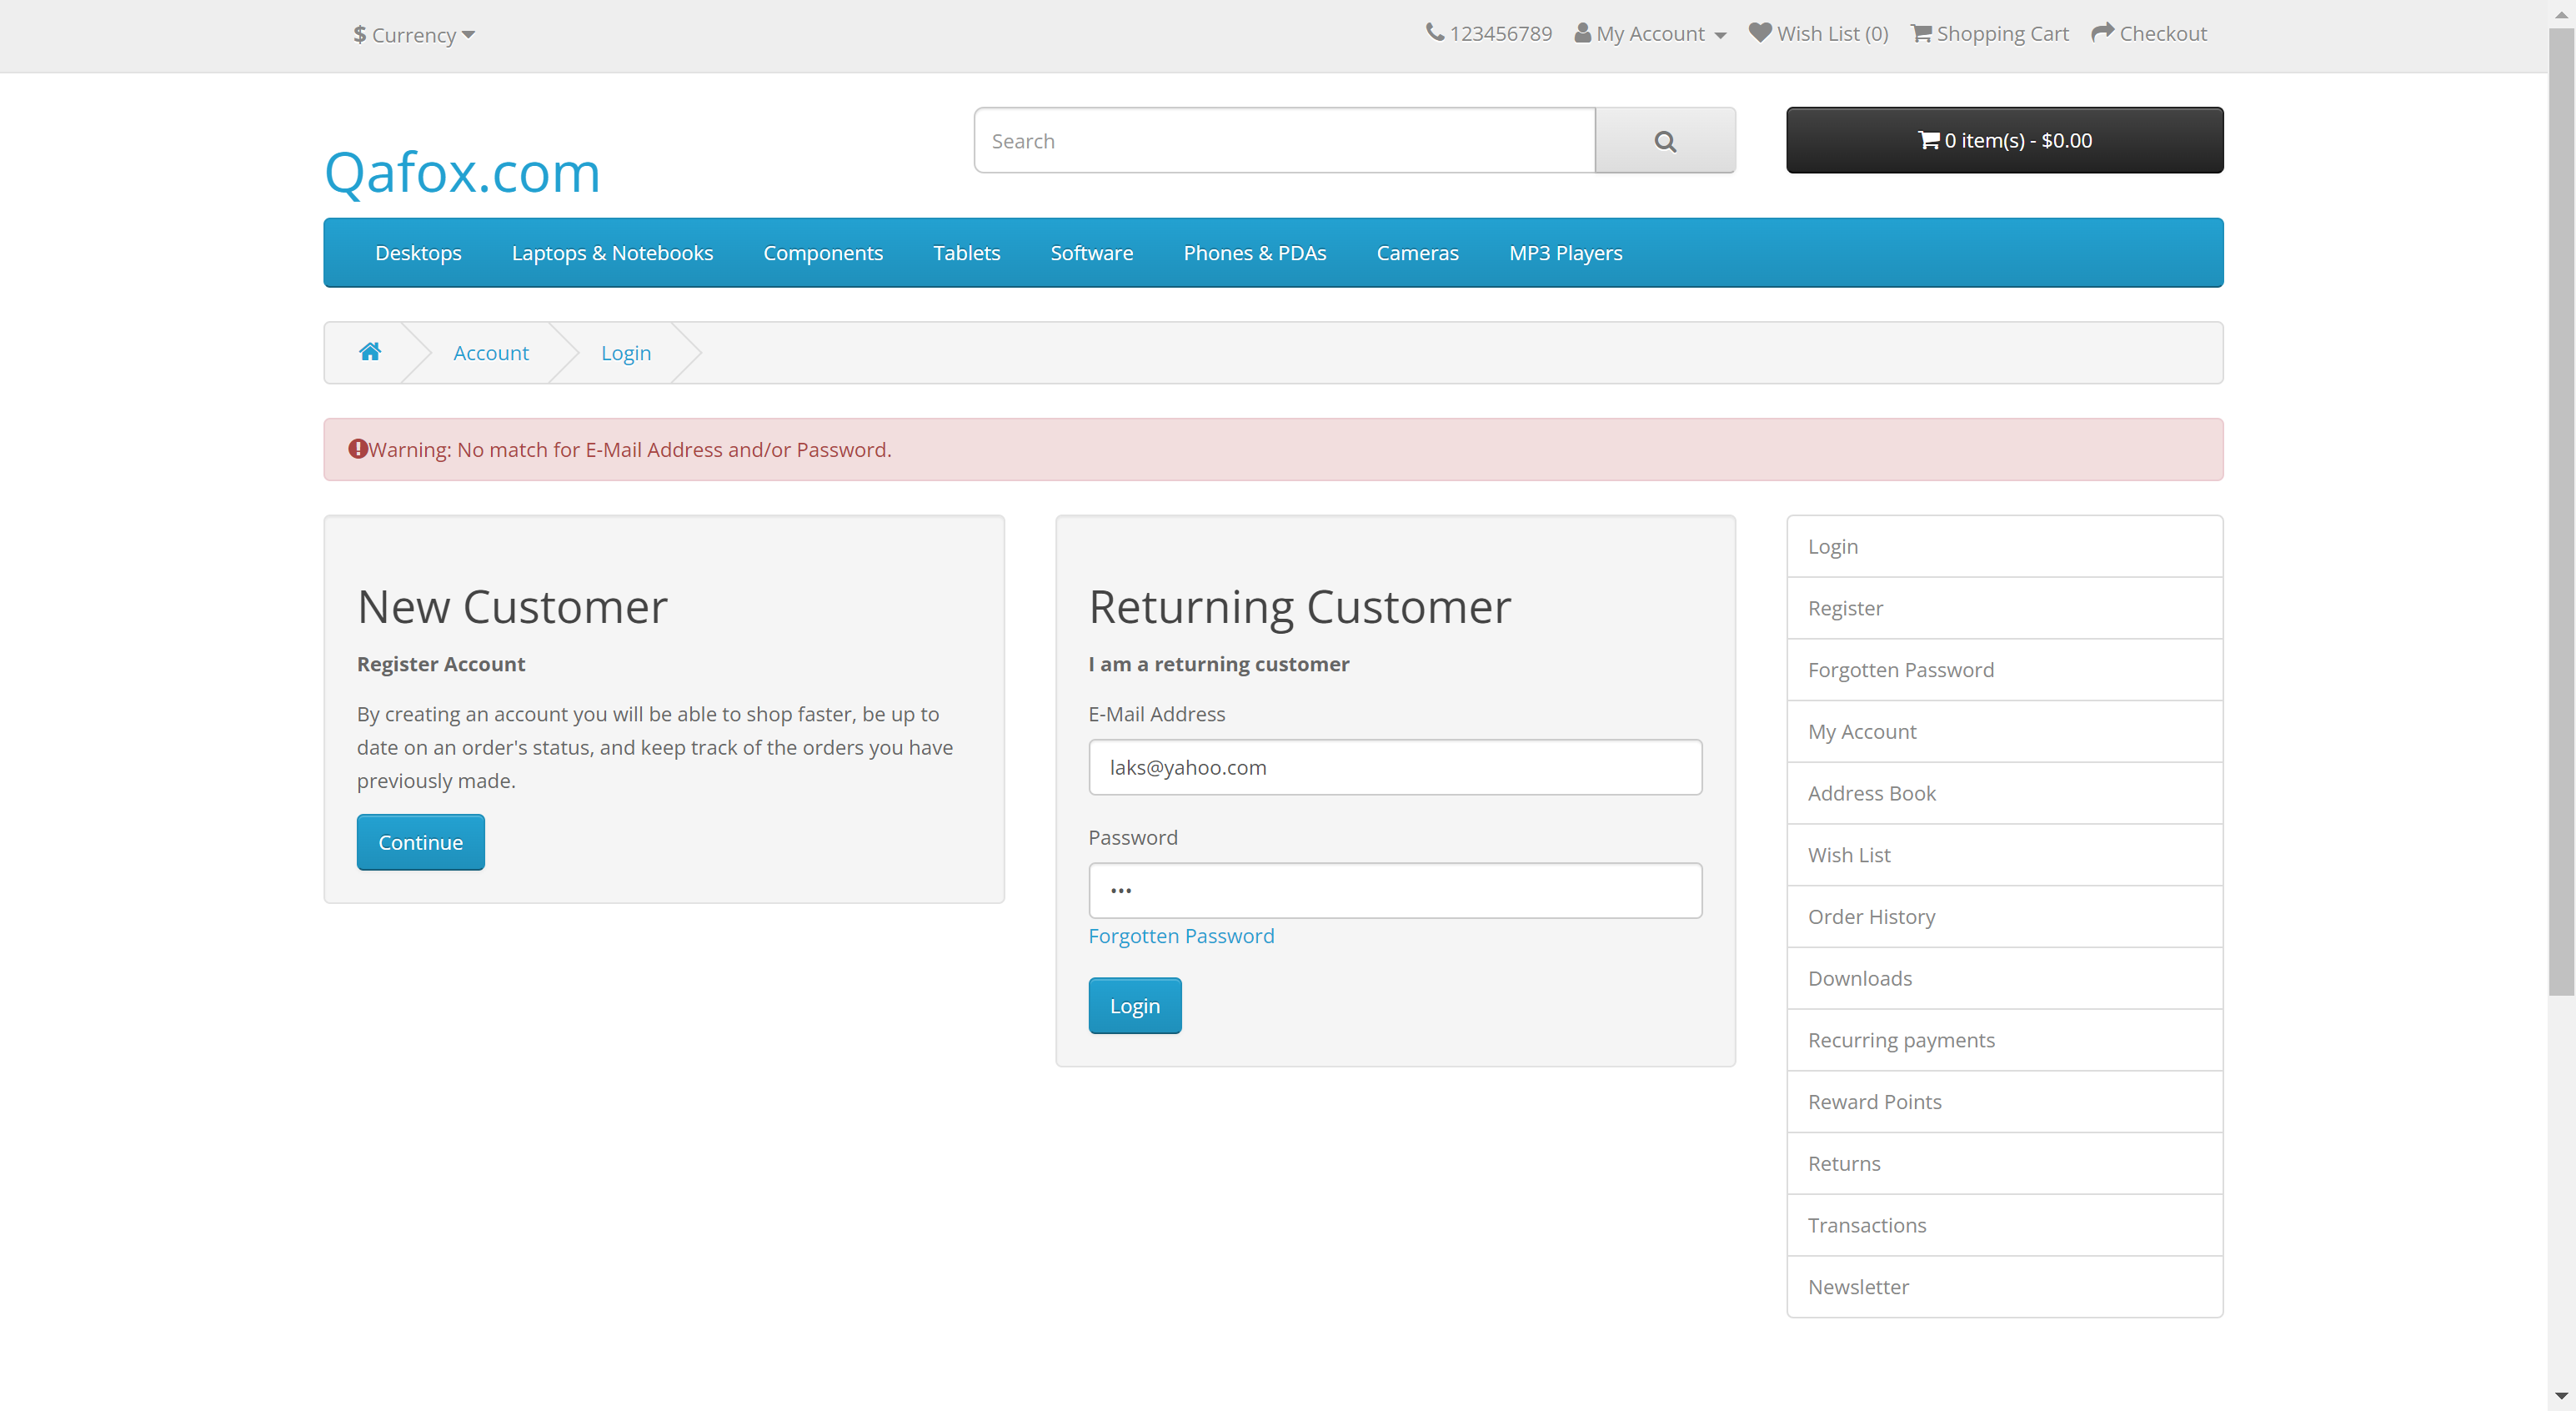 $ Currency
123456789 My Account Wish List (0) Shopping Cart Checkout
Qafox.com
Search
0 item(s) - $0.00
Desktops Laptops & Notebooks Components Tablets Software Phones & PDAs Cameras MP3 Players
Account Login
Warning: No match for E-Mail Address and/or Password.
New Customer
Register Account
By creating an account you will be able to shop faster, be up to
date on an order's status, and keep track of the orders you have
previously made.
Continue
Returning Customer
I am a returning customer
E-Mail Address
laks@yahoo.com
Password
•••
Forgotten Password
Login
Login
Register
Forgotten Password
My Account
Address Book
Wish List
Order History
Downloads
Recurring payments
Reward Points
Returns
Transactions
Newsletter